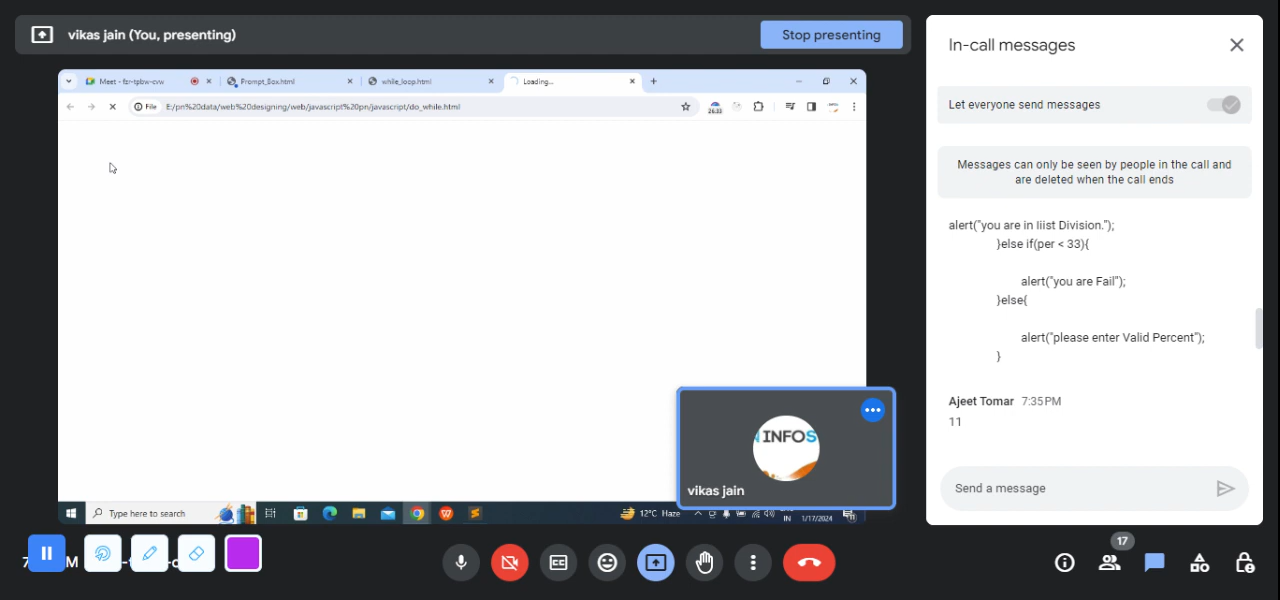 vikas jain (You, presenting)
Stop presenting
Meet - fzr-tpbw-cvw
Prompt_Box.html
while_loop.html
Loading...
File E:/pn%20data/web%20designing/web/javascript%20pn/javascript/do_while.html
26.33
INFOS
vikas jain
Type here to search
12°C Haze
IN
1/17/2024
In-call messages
Let everyone send messages
Messages can only be seen by people in the call and
are deleted when the call ends
alert("you are in IIist Division.");
}else if(per < 33){
alert("you are Fail");
}else{
alert("please enter Valid Percent");
}
Ajeet Tomar 7:35 PM
11
Send a message
17